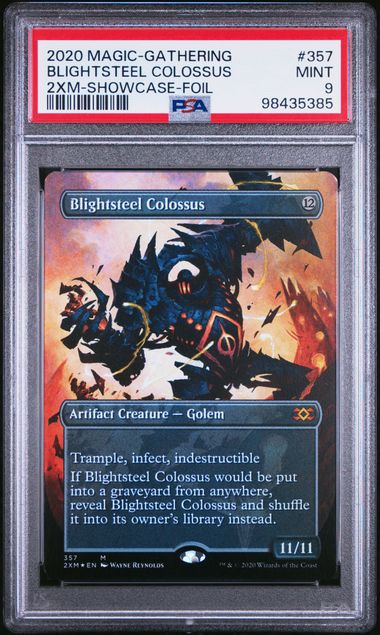 2020 MAGIC-GATHERING #357
BLIGHTSTEEL COLOSSUS MINT
2XM-SHOWCASE-FOIL 9
PSA 98435385
Blightsteel Colossus 12
Artifact Creature — Golem
Trample, infect, indestructible
If Blightsteel Colossus would be put
into a graveyard from anywhere,
reveal Blightsteel Colossus and shuffle
it into its owner's library instead.
11/11
357 M
2XM★EN Wayne Reynolds ™ & © 2020 Wizards of the Coast